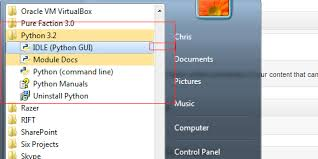 Oracle VM VirtualBox
Pure Faction 3.0
Python 3.2
IDLE (Python GUI)
Module Docs
Python (command line)
Python Manuals
Uninstall Python
Razer
RIFT
SharePoint
Six Projects
Skyrim
Chris
Documents
Pictures
Music
Computer
Control Panel
your content that can